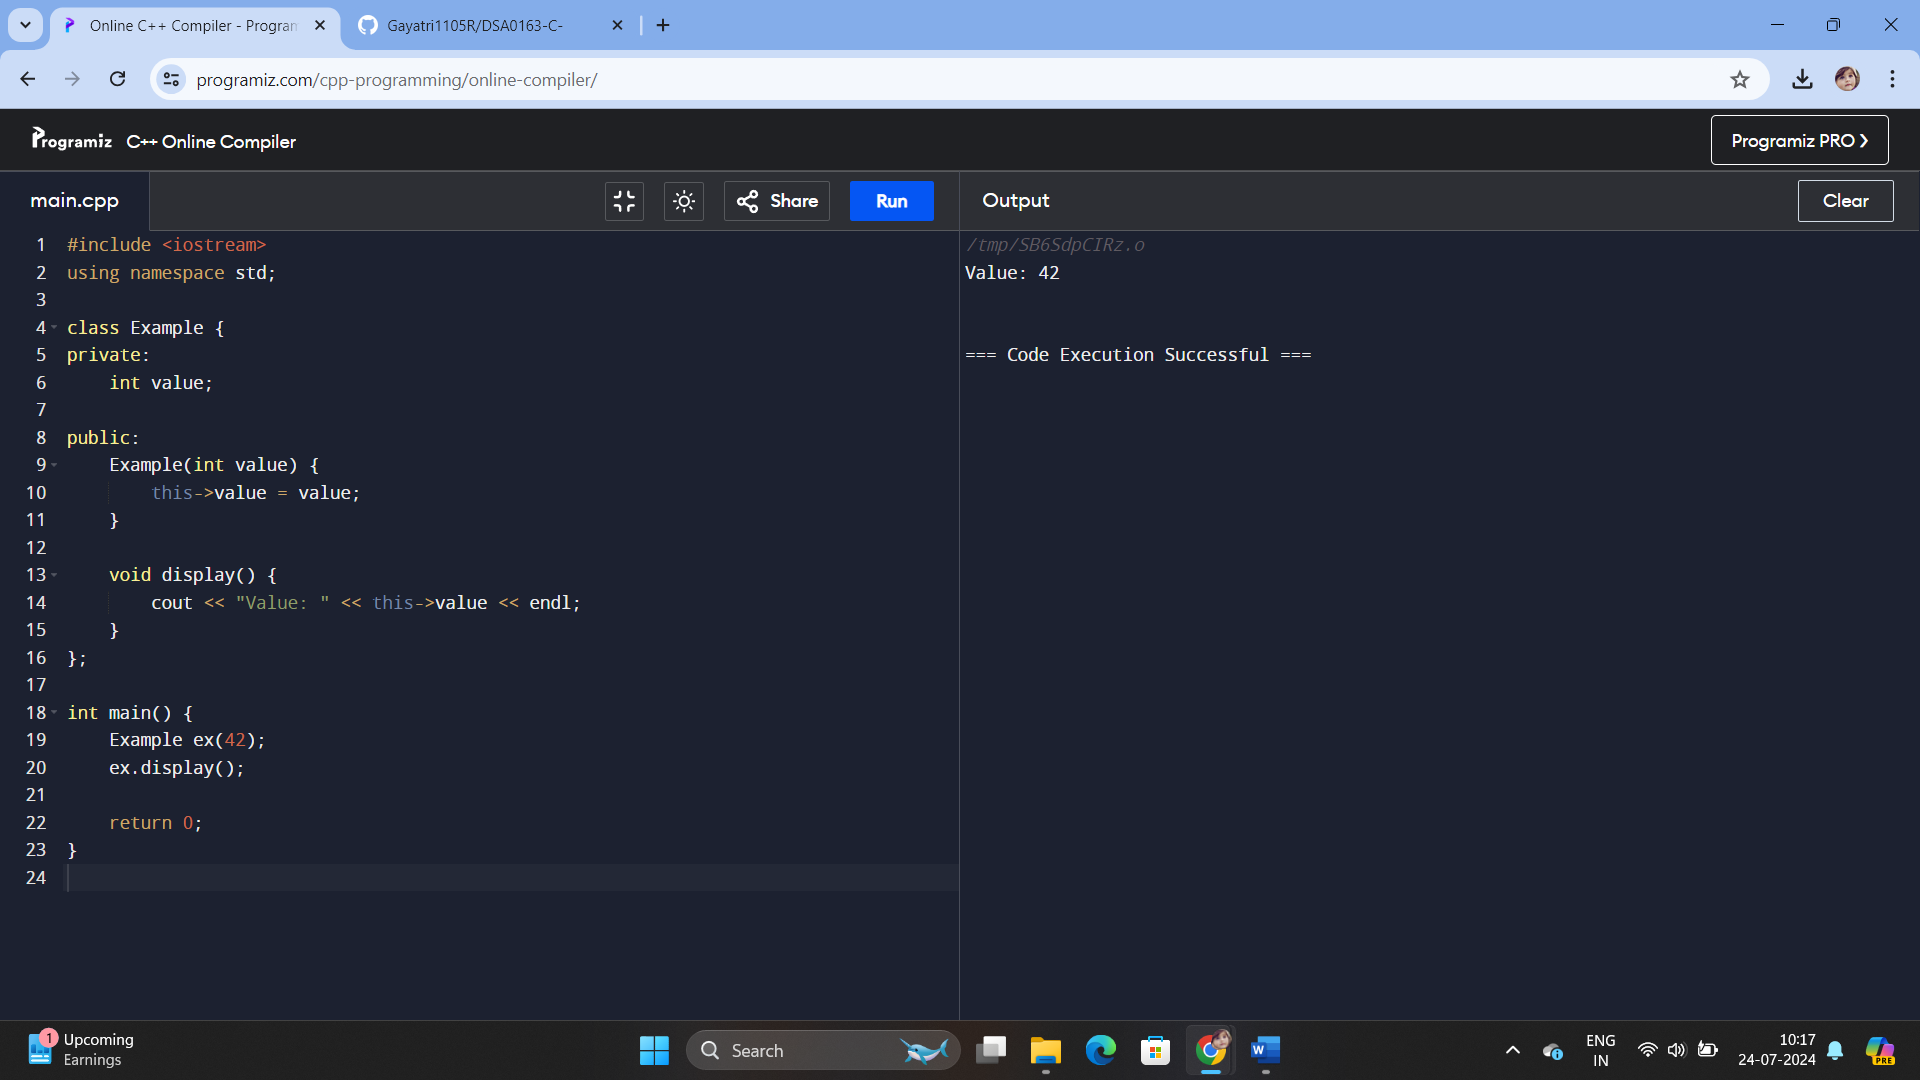 Online C++ Compiler - Program
Gayatri1105R/DSA0163-C-
programiz.com/cpp-programming/online-compiler/
Programiz C++ Online Compiler
Programiz PRO ❯
main.cpp
Share
Run
Output
Clear
1 #include <iostream>
2 using namespace std;
3
4 class Example {
5 private:
6     int value;
7
8 public:
9     Example(int value) {
10         this->value = value;
11     }
12
13     void display() {
14         cout << "Value: " << this->value << endl;
15     }
16 };
17
18 int main() {
19     Example ex(42);
20     ex.display();
21
22     return 0;
23 }
24
/tmp/SB6SdpCIRz.o
Value: 42
=== Code Execution Successful ===
1
Upcoming
Earnings
Search
W
ENG
IN
10:17
24-07-2024
PRE